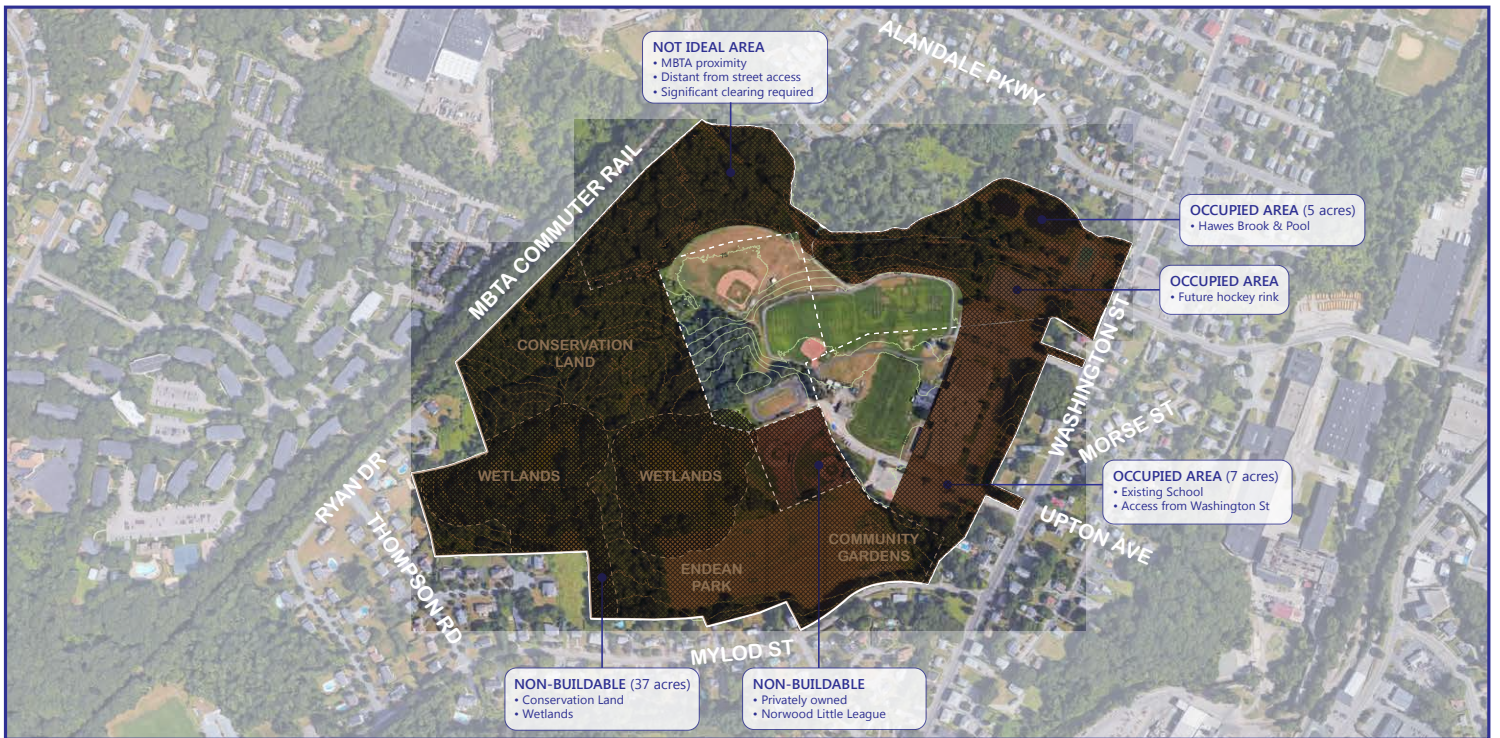 ALANDALE PKWY
NOT IDEAL AREA
• MBTA proximity
• Distant from street access
• Significant clearing required
MBTA COMMUTER RAIL
OCCUPIED AREA (5 acres)
• Hawes Brook & Pool
OCCUPIED AREA
• Future hockey rink
WASHINGTON ST
CONSERVATION
LAND
MORSE ST
WETLANDS
WETLANDS
OCCUPIED AREA (7 acres)
• Existing School
• Access from Washington St
RYAN DR
UPTON AVE
THOMPSON RD
COMMUNITY
GARDENS
ENDEAN
PARK
MYLOD ST
NON-BUILDABLE (37 acres)
• Conservation Land
• Wetlands
NON-BUILDABLE
• Privately owned
• Norwood Little League